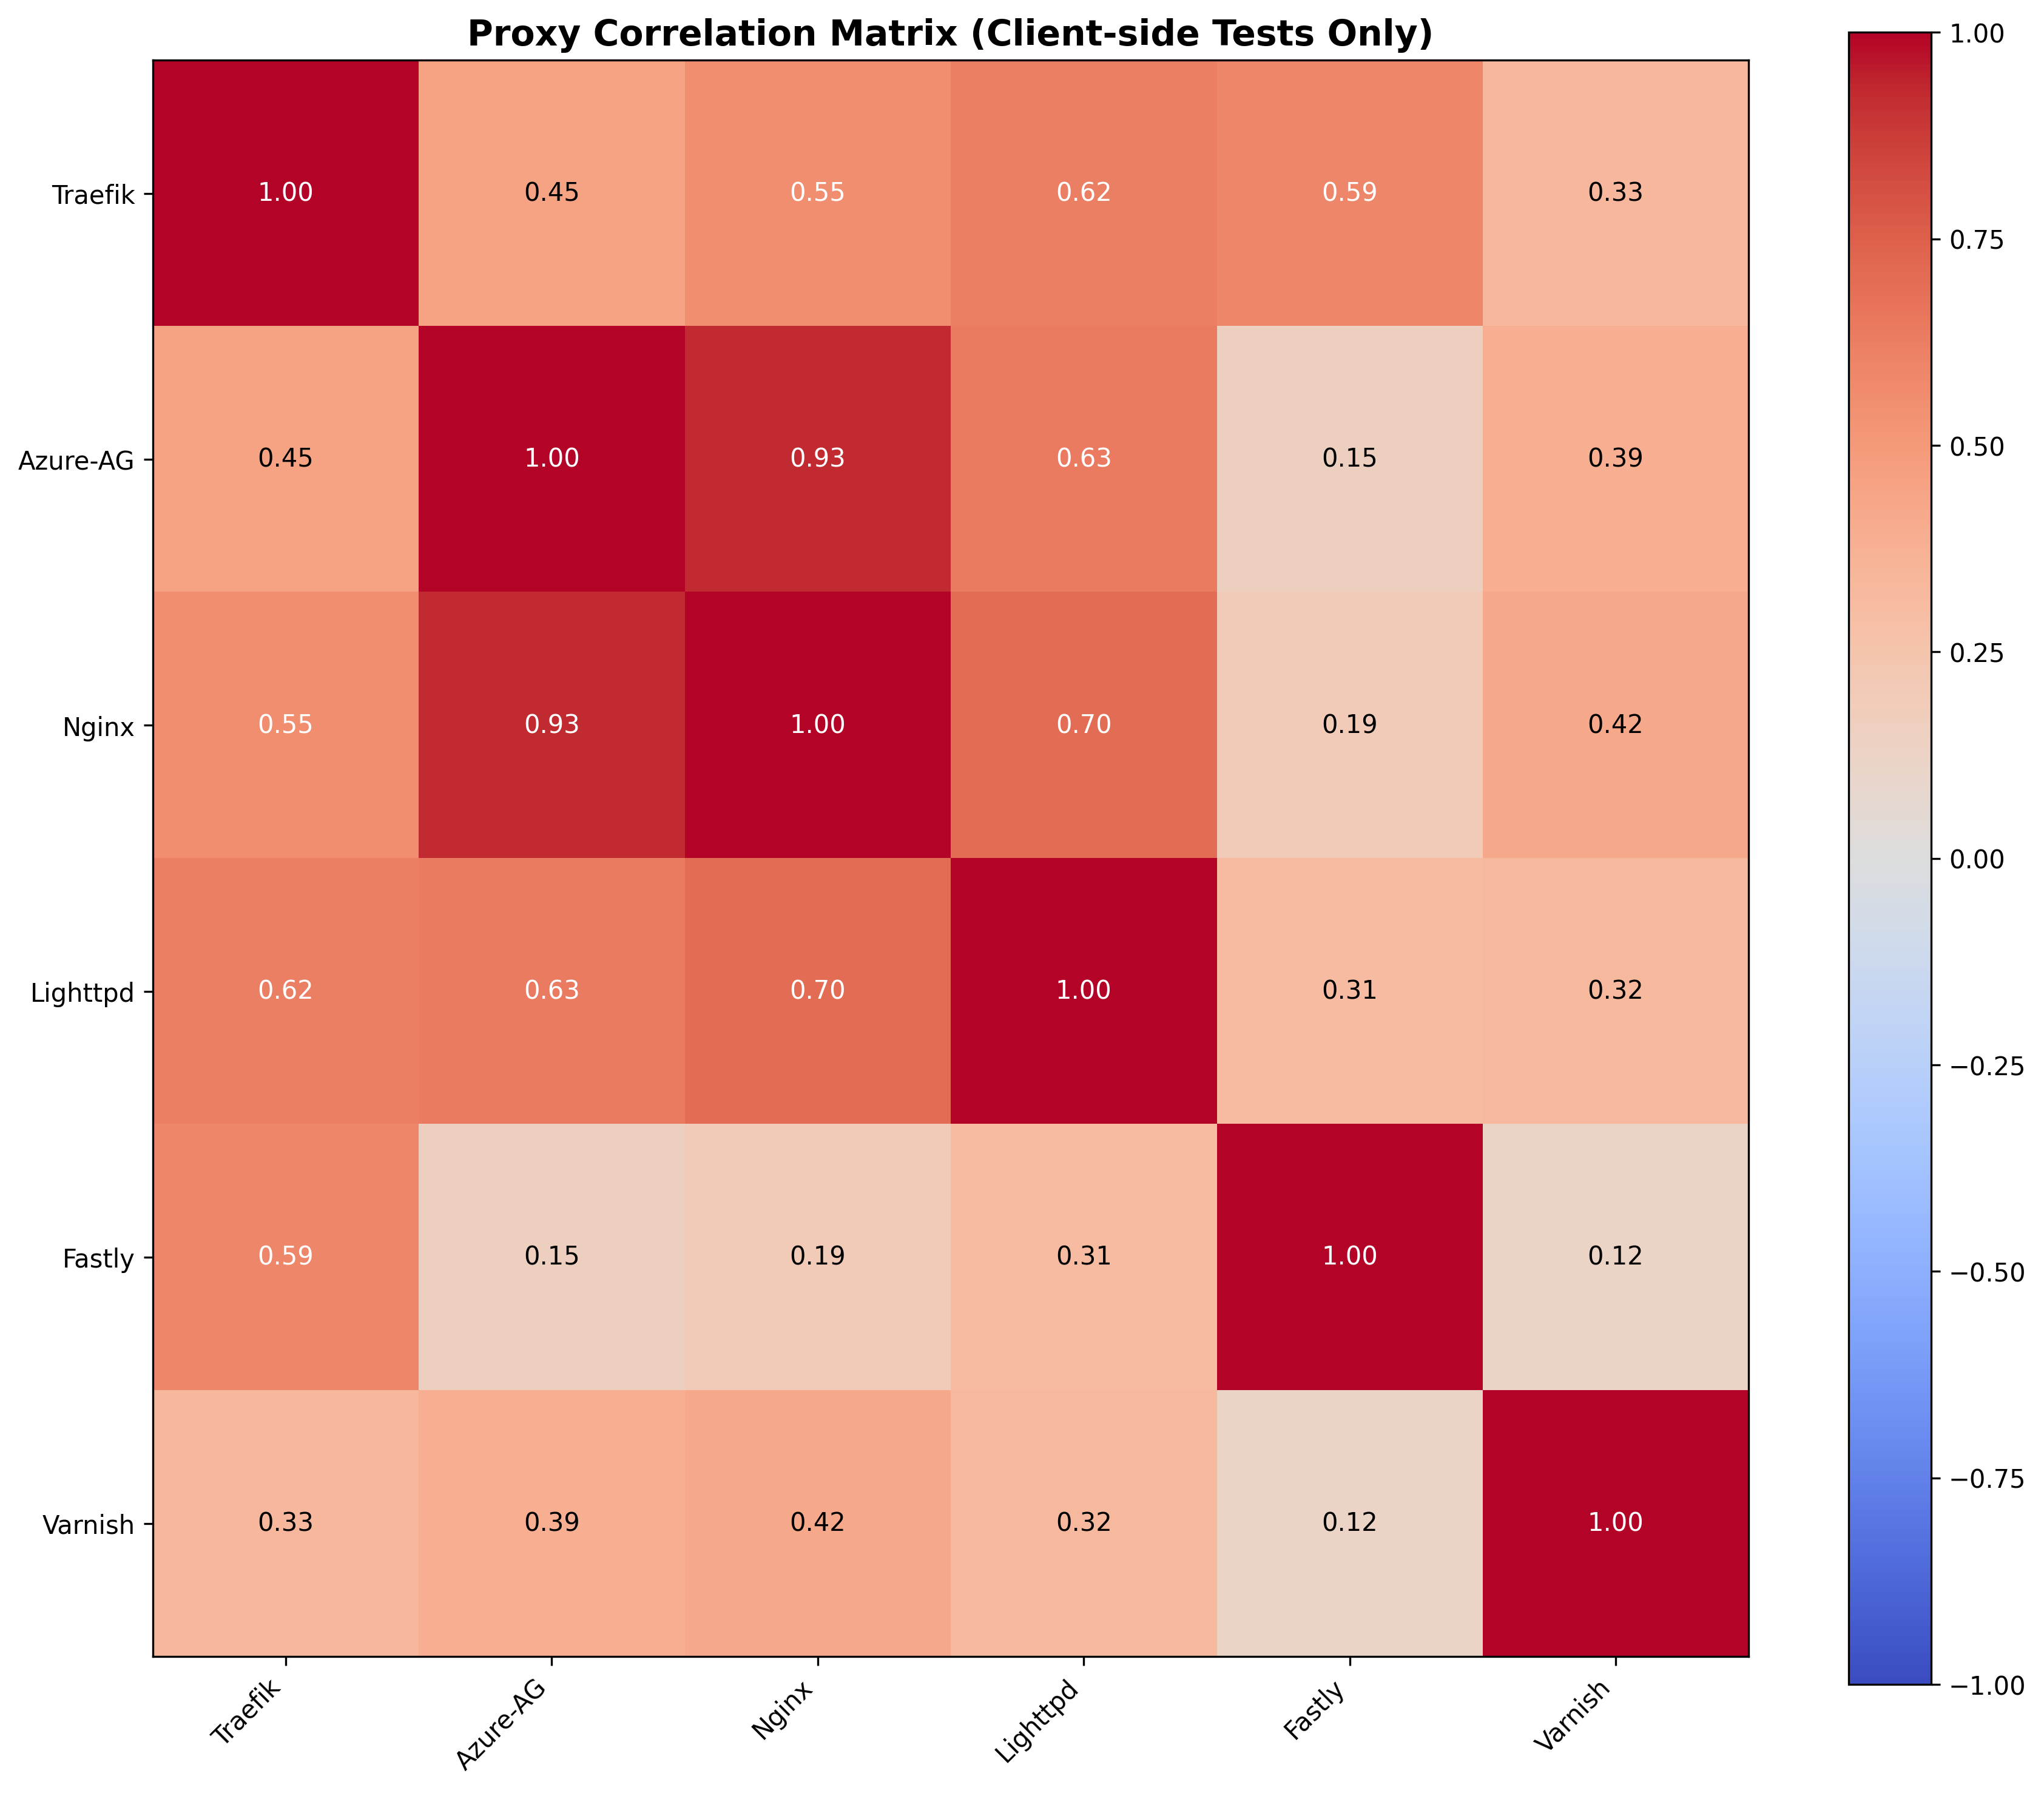 Proxy Correlation Matrix (Client-side Tests Only)
Traefik 1.00 0.45 0.55 0.62 0.59 0.33
Azure-AG 0.45 1.00 0.93 0.63 0.15 0.39
Nginx 0.55 0.93 1.00 0.70 0.19 0.42
Lighttpd 0.62 0.63 0.70 1.00 0.31 0.32
Fastly 0.59 0.15 0.19 0.31 1.00 0.12
Varnish 0.33 0.39 0.42 0.32 0.12 1.00
Traefik Azure-AG Nginx Lighttpd Fastly Varnish
1.00
0.75
0.50
0.25
0.00
−0.25
−0.50
−0.75
−1.00